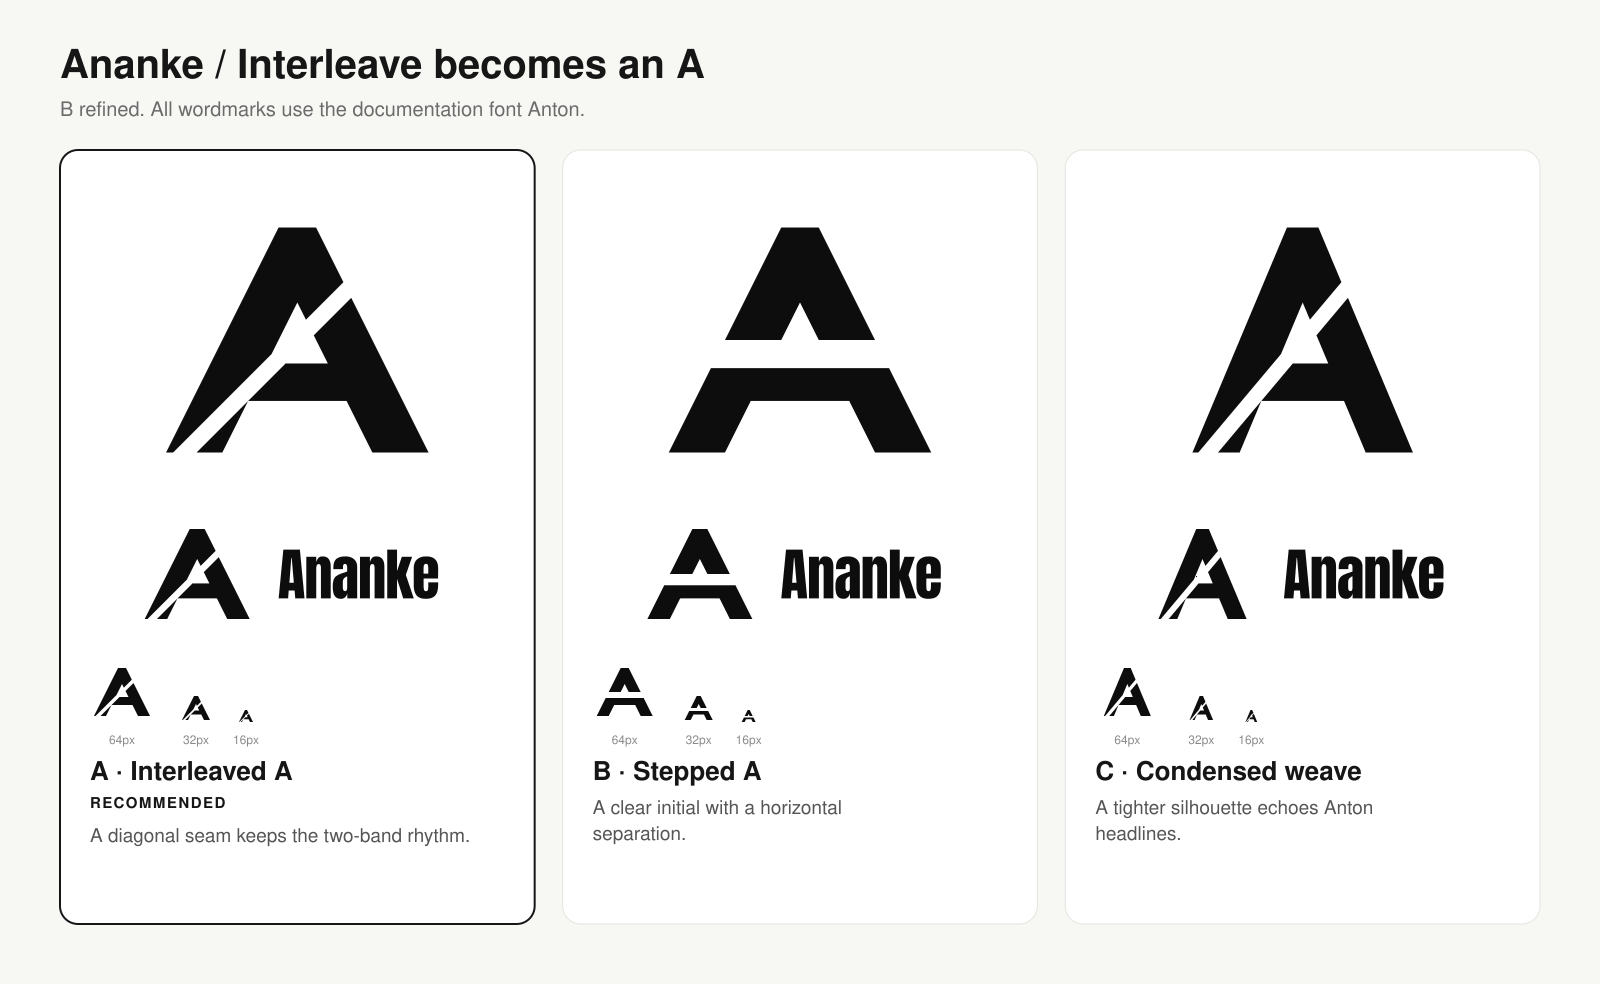 Ananke / Interleave becomes an A
B refined. All wordmarks use the documentation font Anton.
Ananke
64px 32px 16px
A · Interleaved A
RECOMMENDED
A diagonal seam keeps the two-band rhythm.
Ananke
64px 32px 16px
B · Stepped A
A clear initial with a horizontal
separation.
Ananke
64px 32px 16px
C · Condensed weave
A tighter silhouette echoes Anton
headlines.